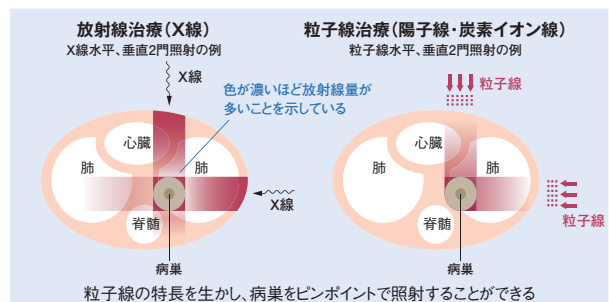 放射線治療(X線)
X線水平、垂直2門照射の例
X線
色が濃いほど放射線量が
多いことを示している
心臓
肺
肺
X線
脊髄
病巣
粒子線治療(陽子線・炭素イオン線)
粒子線水平、垂直2門照射の例
粒子線
心臓
肺
肺
粒子線
脊髄
病巣
粒子線の特長を生かし、病巣をピンポイントで照射することができる